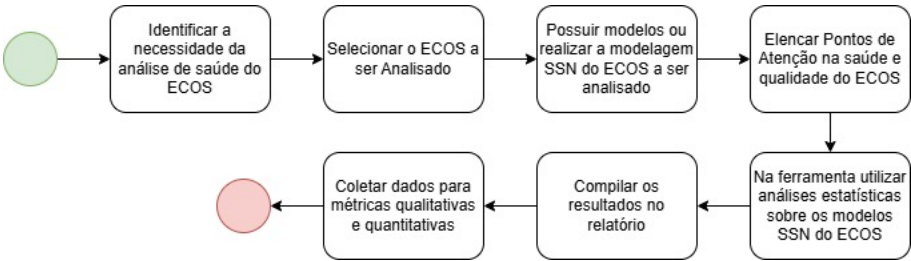 Identificar a
necessidade da
análise de saúde do
ECOS
Selecionar o ECOS a
ser Analisado
Possuir modelos ou
realizar a modelagem
SSN do ECOS a ser
analisado
Elencar Pontos de
Atenção na saúde e
qualidade do ECOS
Na ferramenta utilizar
análises estatísticas
sobre os modelos
SSN do ECOS
Compilar os
resultados no
relatório
Coletar dados para
métricas qualitativas
e quantitativas